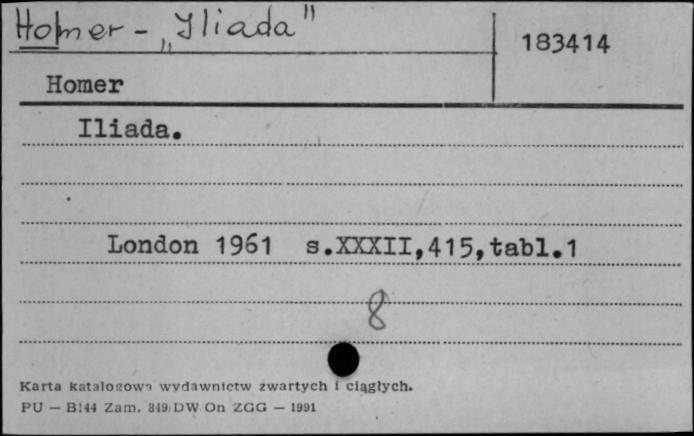 Homer - „Iliada"
183414
Homer
Iliada.
London 1961 s.XXXII,415,tabl.1
8
Karta katalogowa wydawnictw zwartych i ciągłych.
PU — B144 Zam. 849/DW On ZGG — 1991